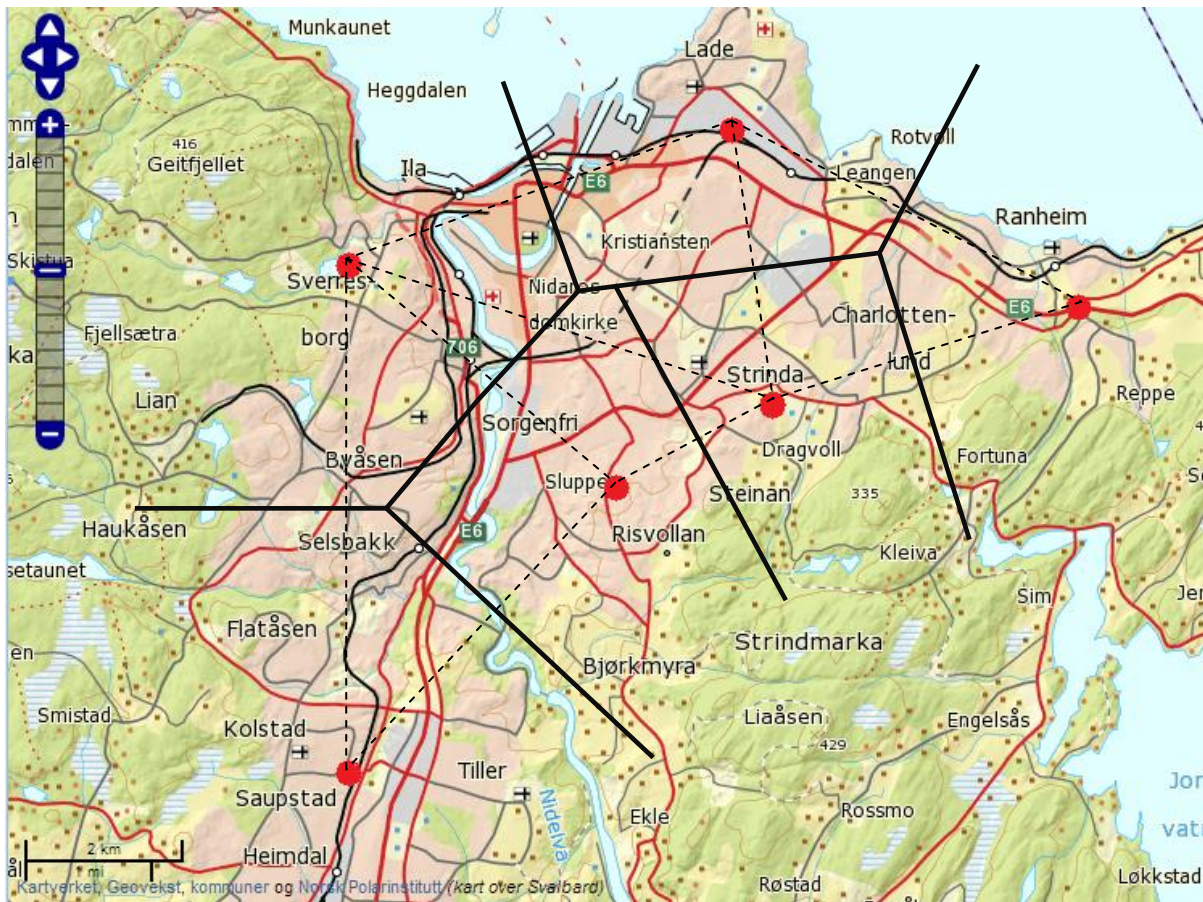 Munkaunet
Lade
Heggdalen
416
Geitfjellet
Ila
E6
Rotvoll
Leangen
Ranheim
Kristiansten
Skistua
Sverres-
borg
Nidaros
domkirke
Charlotten-
lund
E6
Fjellsætra
706
Strinda
Reppe
Lian
Sorgenfri
Dragvoll
Byåsen
Fortuna
Sluppen
Steinan
335
Haukåsen
Selsbakk
E6
Risvollan
Kleiva
setaunet
Sim
Flatåsen
Strindmarka
Bjørkmyra
Smistad
Kolstad
Liaåsen
Engelsås
429
Tiller
Saupstad
Nidelva
Ekle
Rossmo
2 km
1 mi
Heimdal
Røstad
Løkkstad
Kartverket, Geovekst, kommuner og Norsk Polarinstitutt (kart over Svalbard)